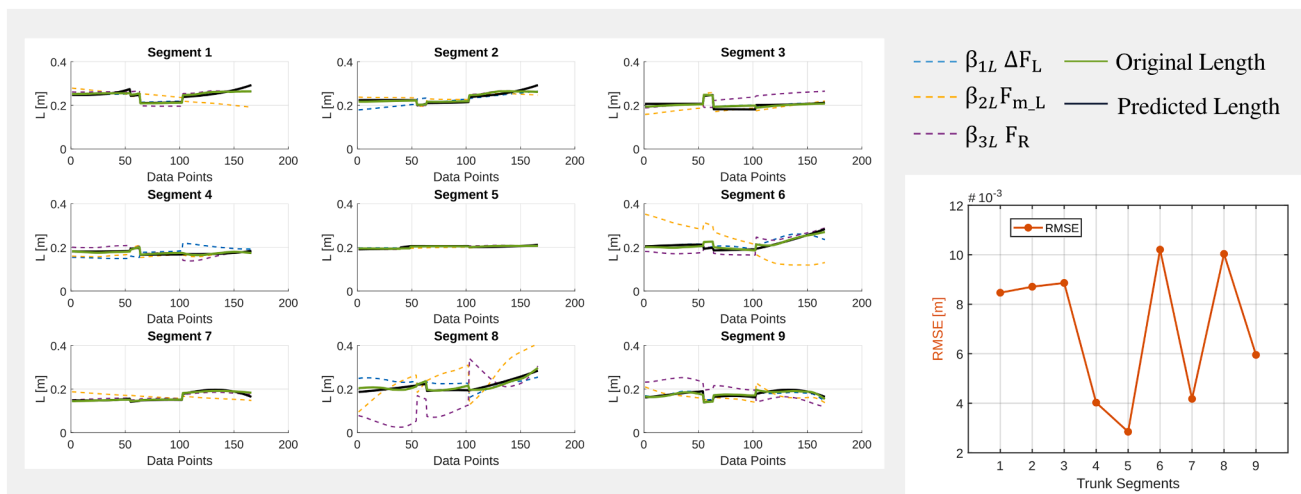 Segment 1
Segment 2
Segment 3
0.4
0.2
0
L [m]
0 50 100 150 200
Data Points
0.4
0.2
0
L [m]
0 50 100 150 200
Data Points
0.4
0.2
0
L [m]
0 50 100 150 200
Data Points
Segment 4
Segment 5
Segment 6
0.4
0.2
0
L [m]
0 50 100 150 200
Data Points
0.4
0.2
0
L [m]
0 50 100 150 200
Data Points
0.4
0.2
0
L [m]
0 50 100 150 200
Data Points
Segment 7
Segment 8
Segment 9
0.4
0.2
0
L [m]
0 50 100 150 200
Data Points
0.4
0.2
0
L [m]
0 50 100 150 200
Data Points
0.4
0.2
0
L [m]
0 50 100 150 200
Data Points
β1L ΔFL
Original Length
β2LFm_L
Predicted Length
β3L FR
# 10-3
12
10
8
6
4
2
RMSE [m]
RMSE
1 2 3 4 5 6 7 8 9
Trunk Segments